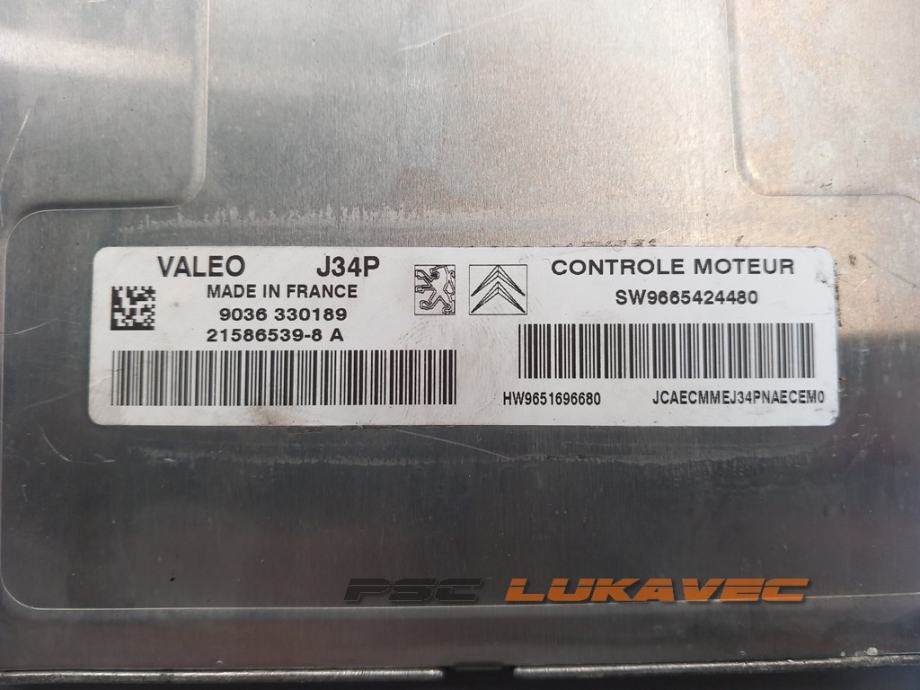 VALEO J34P
MADE IN FRANCE
9036 330189
21586539-8 A
CONTROLE MOTEUR
SW9665424480
HW9651696680 JCAECMMEJ34PNAECEM0
PSC LUKAVEC